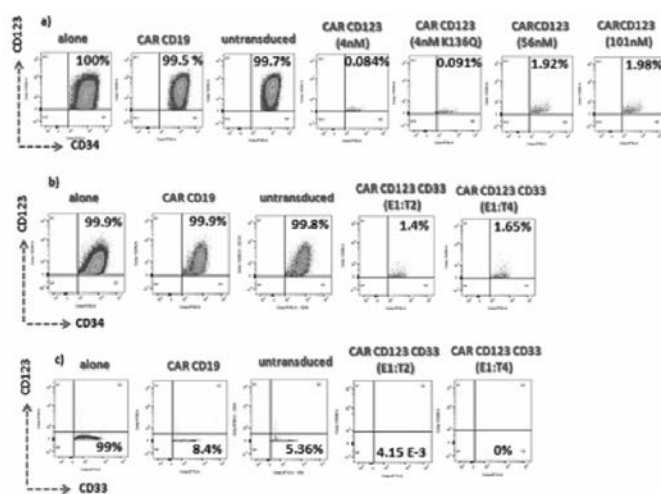 a)
alone
CAR CD19
untransduced
CAR CD123
(4nM)
CAR CD123
(4nM K136Q)
CARCD123
(56nM)
CARCD123
(101nM)
CD123
100%
99.5 %
99.7%
0.084%
0.091%
1.92%
1.98%
CD34
b)
alone
CAR CD19
untransduced
CAR CD123 CD33
(E1:T2)
CAR CD123 CD33
(E1:T4)
CD123
99.9%
99.9%
99.8%
1.4%
1.65%
CD34
c)
alone
CAR CD19
untransduced
CAR CD123 CD33
(E1:T2)
CAR CD123 CD33
(E1:T4)
CD123
99%
8.4%
5.36%
4.15 E-3
0%
CD33